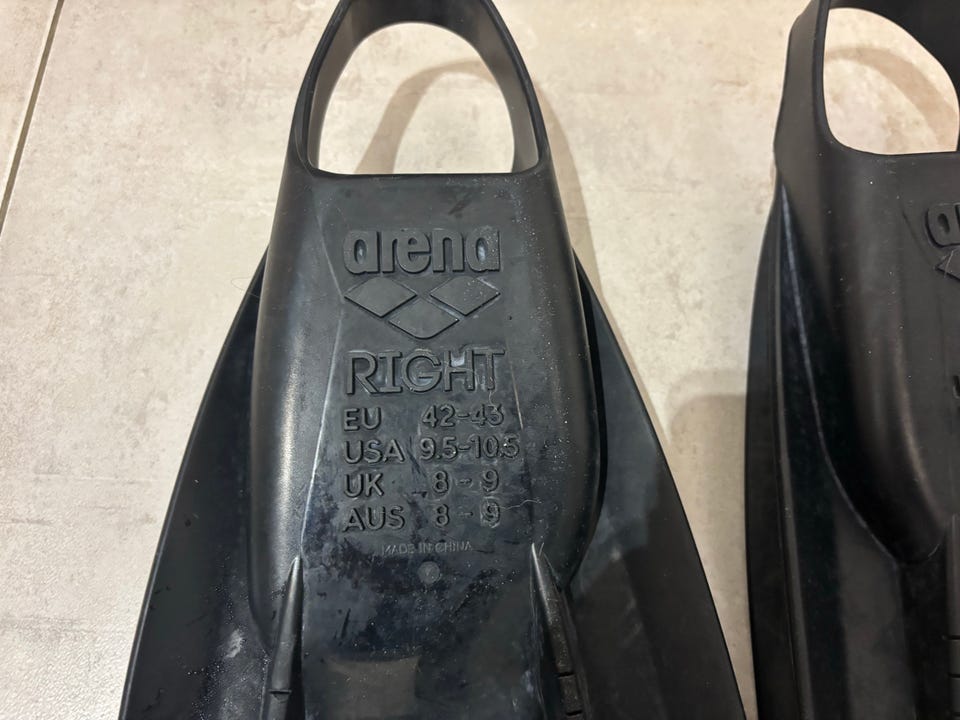 arena
RIGHT
EU 42-43
USA 9.5-10.5
UK 8 - 9
AUS 8 - 9
MADE IN CHINA